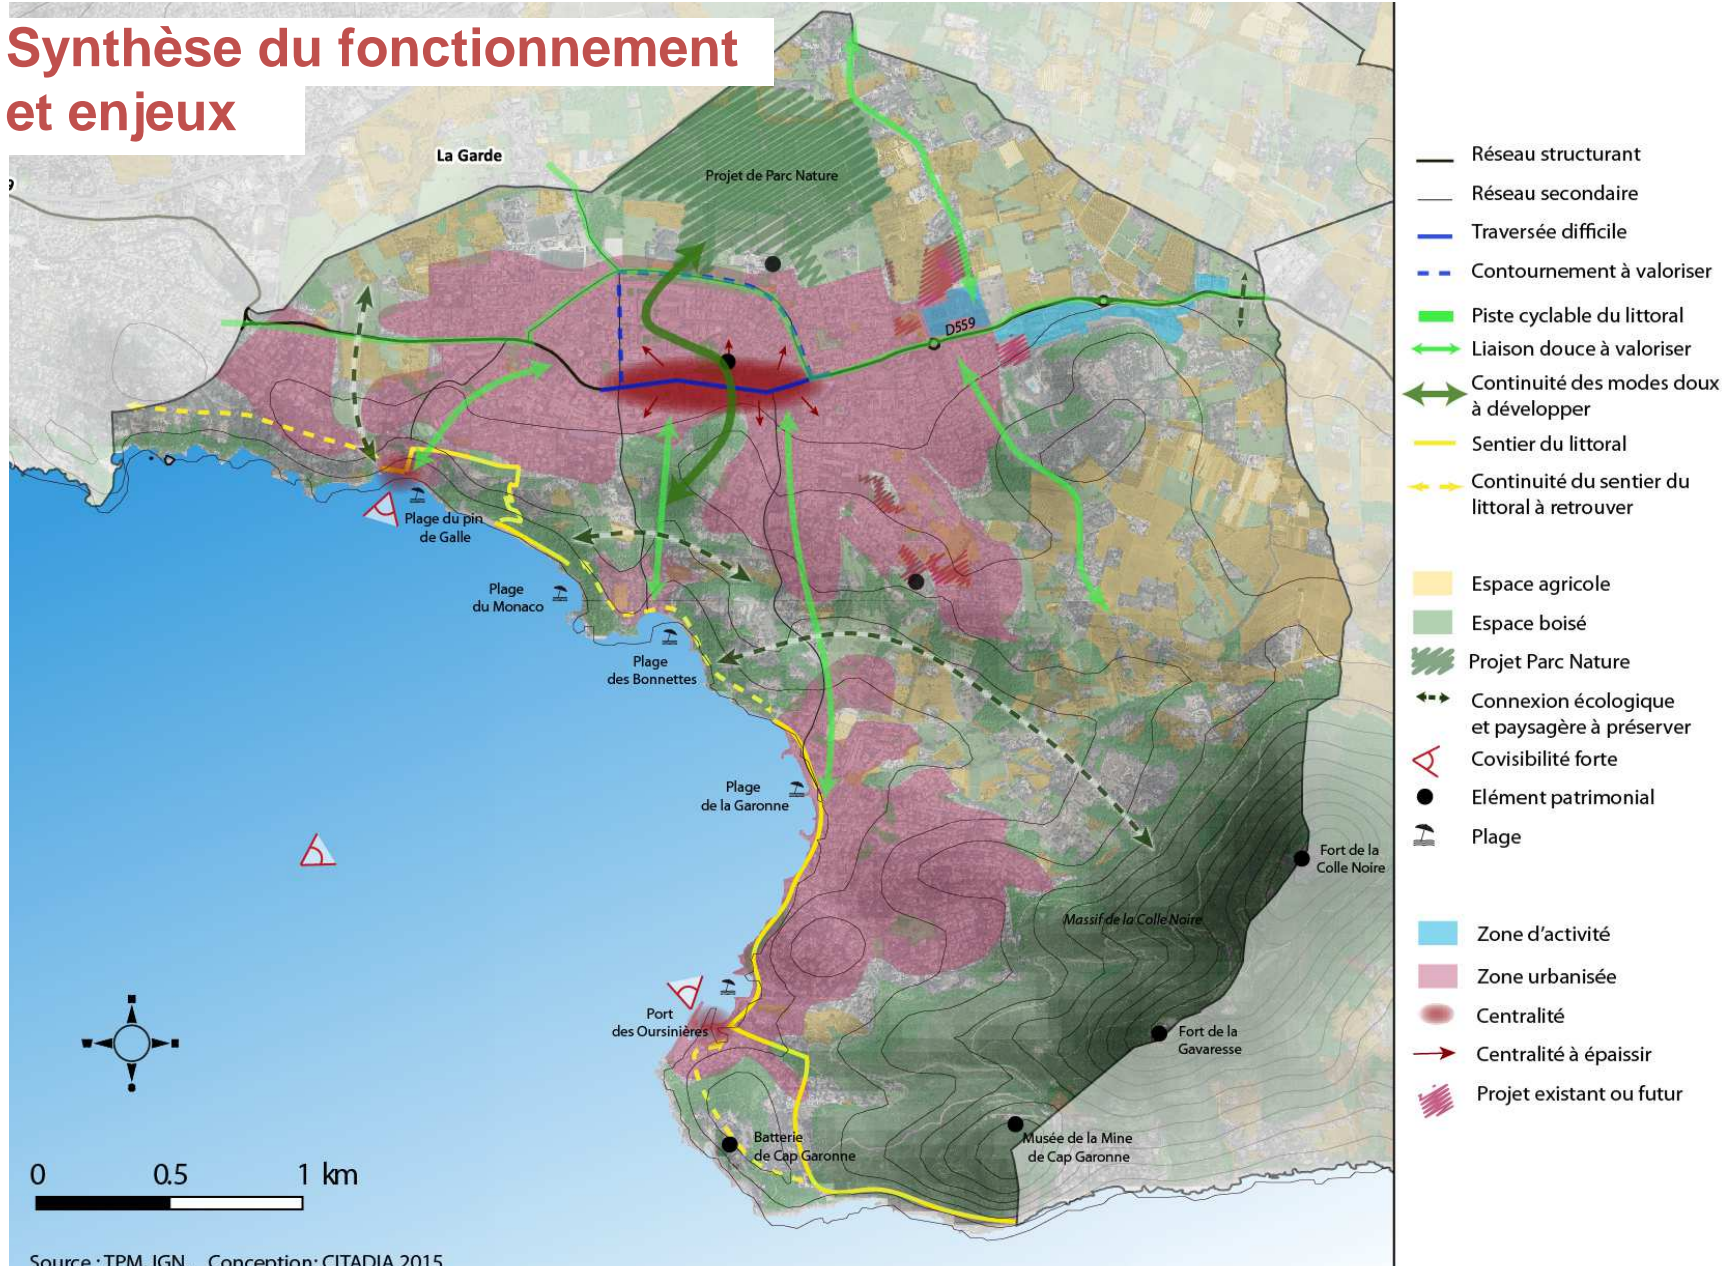 Synthèse du fonctionnement
et enjeux
La Garde
9
Projet de Parc Nature
D559
Plage du pin
de Galle
Plage
du Monaco
Plage
des Bonnettes
Plage
de la Garonne
Port
des Oursinières
Batterie
de Cap Garonne
Musée de la Mine
de Cap Garonne
Fort de la
Gavaresse
Massif de la Colle Noire
Fort de la
Colle Noire
0 0.5 1 km
Source : TPM, IGN Conception: CITADIA 2015
Réseau structurant
Réseau secondaire
Traversée difficile
Contournement à valoriser
Piste cyclable du littoral
Liaison douce à valoriser
Continuité des modes doux
à développer
Sentier du littoral
Continuité du sentier du
littoral à retrouver
Espace agricole
Espace boisé
Projet Parc Nature
Connexion écologique
et paysagère à préserver
Covisibilité forte
Elément patrimonial
Plage
Zone d'activité
Zone urbanisée
Centralité
Centralité à épaissir
Projet existant ou futur